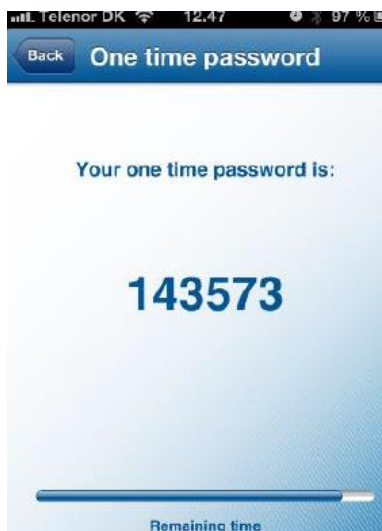 Telenor DK 12.47 97 %
Back One time password
Your one time password is:
143573
Remaining time